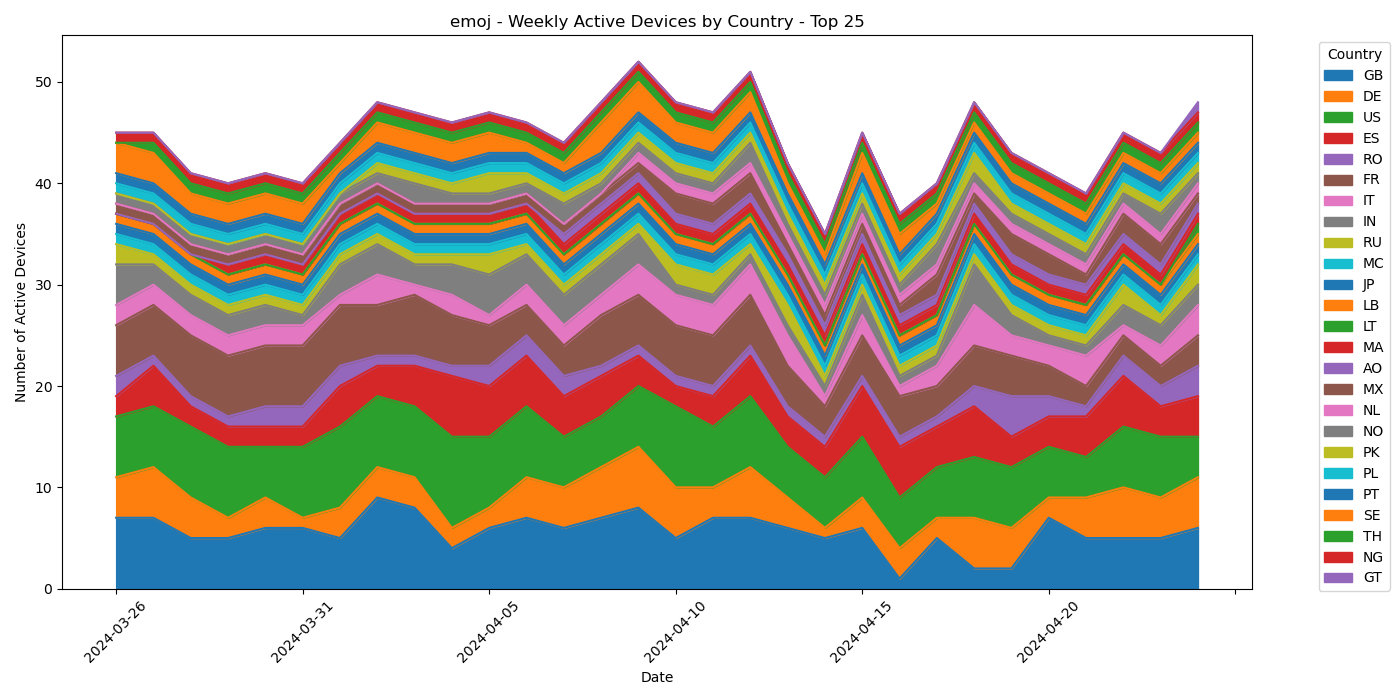 emoj - Weekly Active Devices by Country - Top 25
Number of Active Devices
50
40
30
20
10
0
2024-03-26
2024-03-31
2024-04-05
2024-04-10
2024-04-15
2024-04-20
Date
Country
GB
DE
US
ES
RO
FR
IT
IN
RU
MC
JP
LB
LT
MA
AO
MX
NL
NO
PK
PL
PT
SE
TH
NG
GT